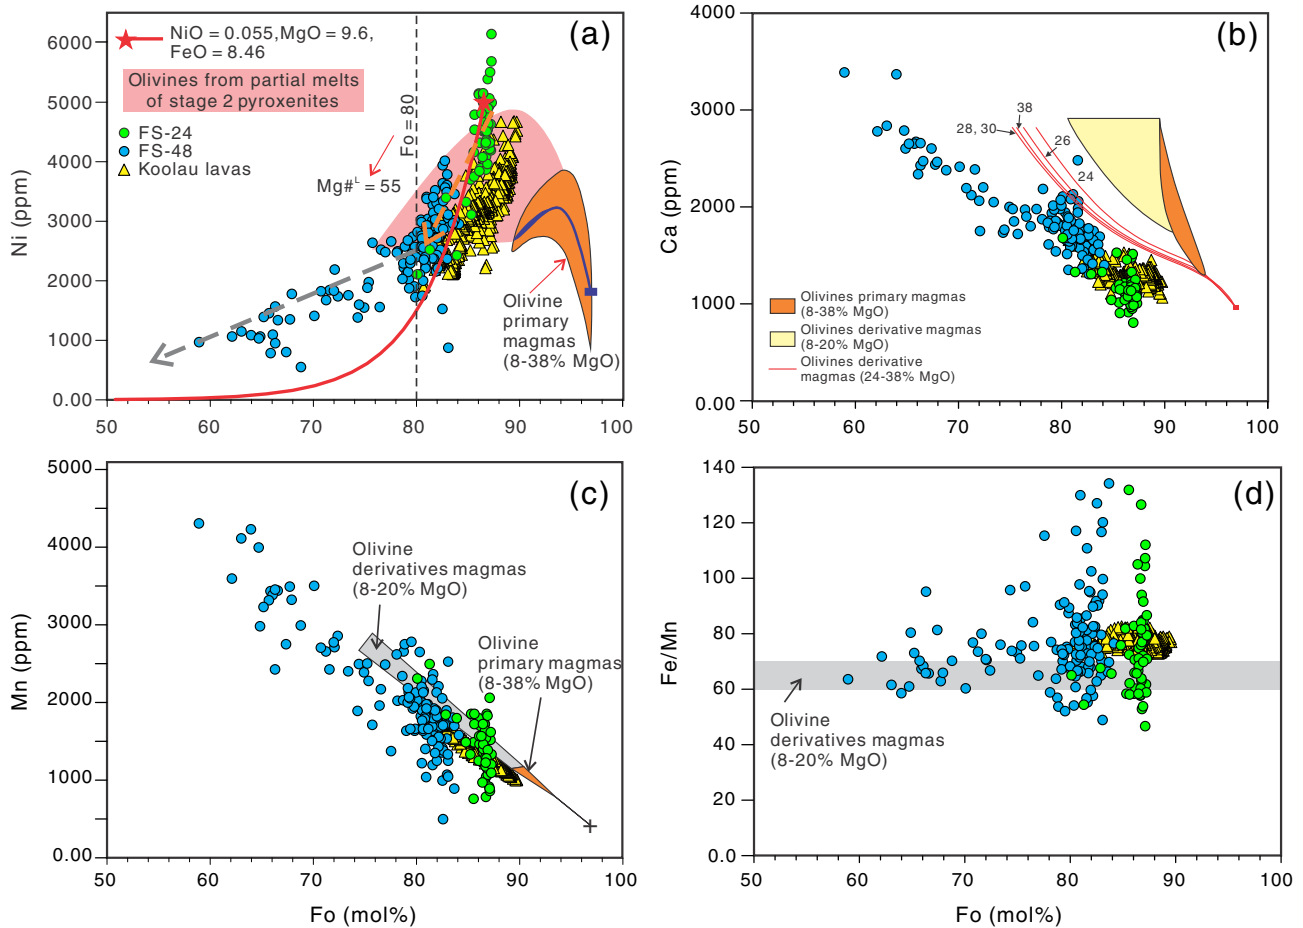 (a)
NiO = 0.055,MgO = 9.6,
FeO = 8.46
Olivines from partial melts
of stage 2 pyroxenites
FS-24
FS-48
Koolau lavas
Fo = 80
Mg#ᴸ = 55
Olivine
primary
magmas
(8-38% MgO)
Ni (ppm)
6000
5000
4000
3000
2000
1000
0.00
50 60 70 80 90 100
(b)
38
28, 30
26
24
Olivines primary magmas
(8-38% MgO)
Olivines derivative magmas
(8-20% MgO)
Olivines derivative
magmas (24-38% MgO)
Ca (ppm)
4000
3000
2000
1000
0.00
50 60 70 80 90 100
(c)
Olivine
derivatives magmas
(8-20% MgO)
Olivine
primary magmas
(8-38% MgO)
Mn (ppm)
5000
4000
3000
2000
1000
0.00
50 60 70 80 90 100
Fo (mol%)
(d)
Olivine
derivatives magmas
(8-20% MgO)
Fe/Mn
140
120
100
80
60
40
20
0.0
50 60 70 80 90 100
Fo (mol%)